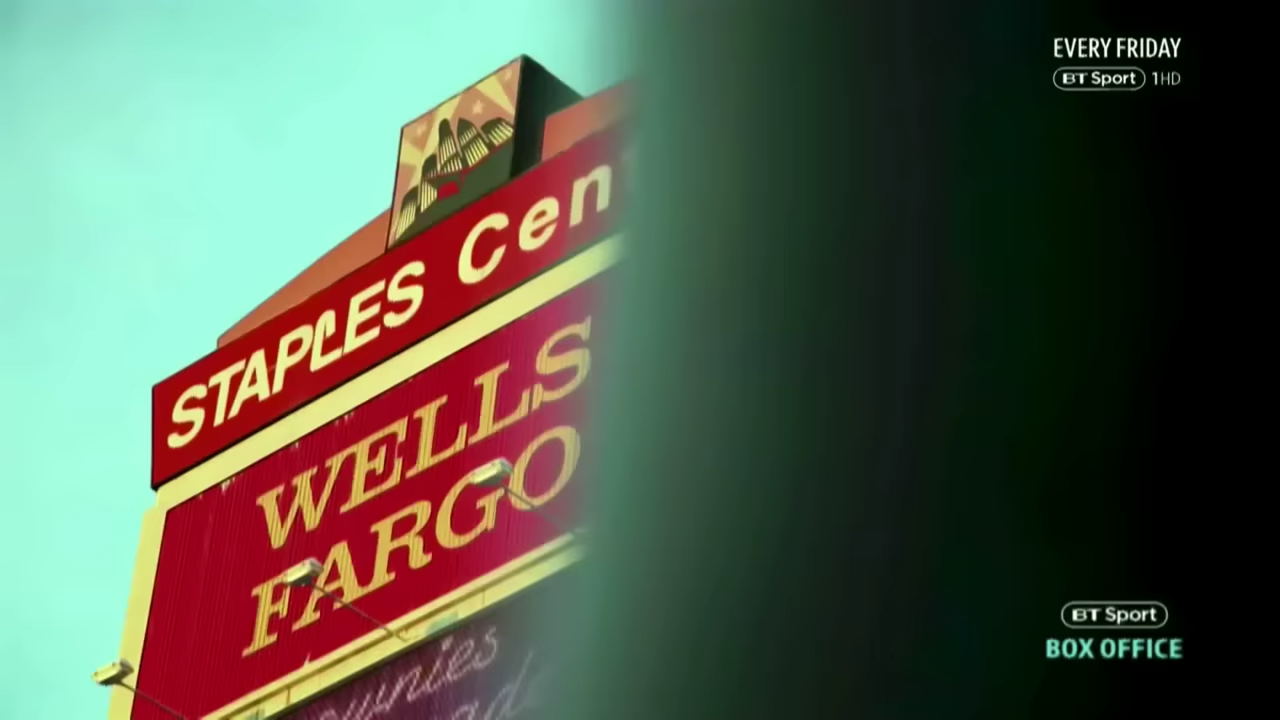 EVERY FRIDAY
BT Sport 1HD
STAPLES Cen
WELLS
FARGO
BT Sport
BOX OFFICE